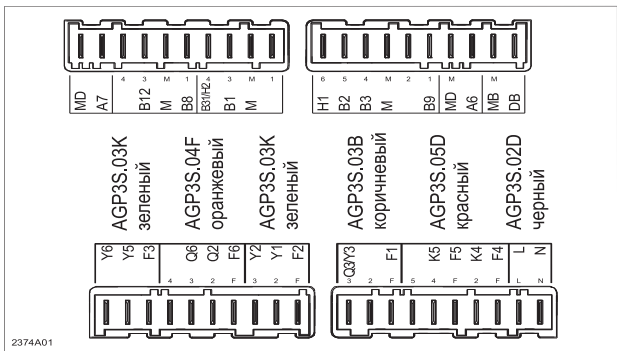 4 3 M 1 4 3 M 1
MD A7 B12 M B8 B31/H2 B1 M
6 5 4 M 2 1 M M
H1 B2 B3 M B9 MD A6 MB DB
AGP3S.03K
зеленый
AGP3S.04F
оранжевый
AGP3S.03K
зеленый
AGP3S.03B
коричневый
AGP3S.05D
красный
AGP3S.02D
черный
Y6 Y5 F3 Q6 Q2 F6 Y2 Y1 F2
4 3 2 F 3 2 F
Q3/Y3 F1 K5 F5 K4 F4 L N
3 2 F 5 4 F 2 F L N
2374A01